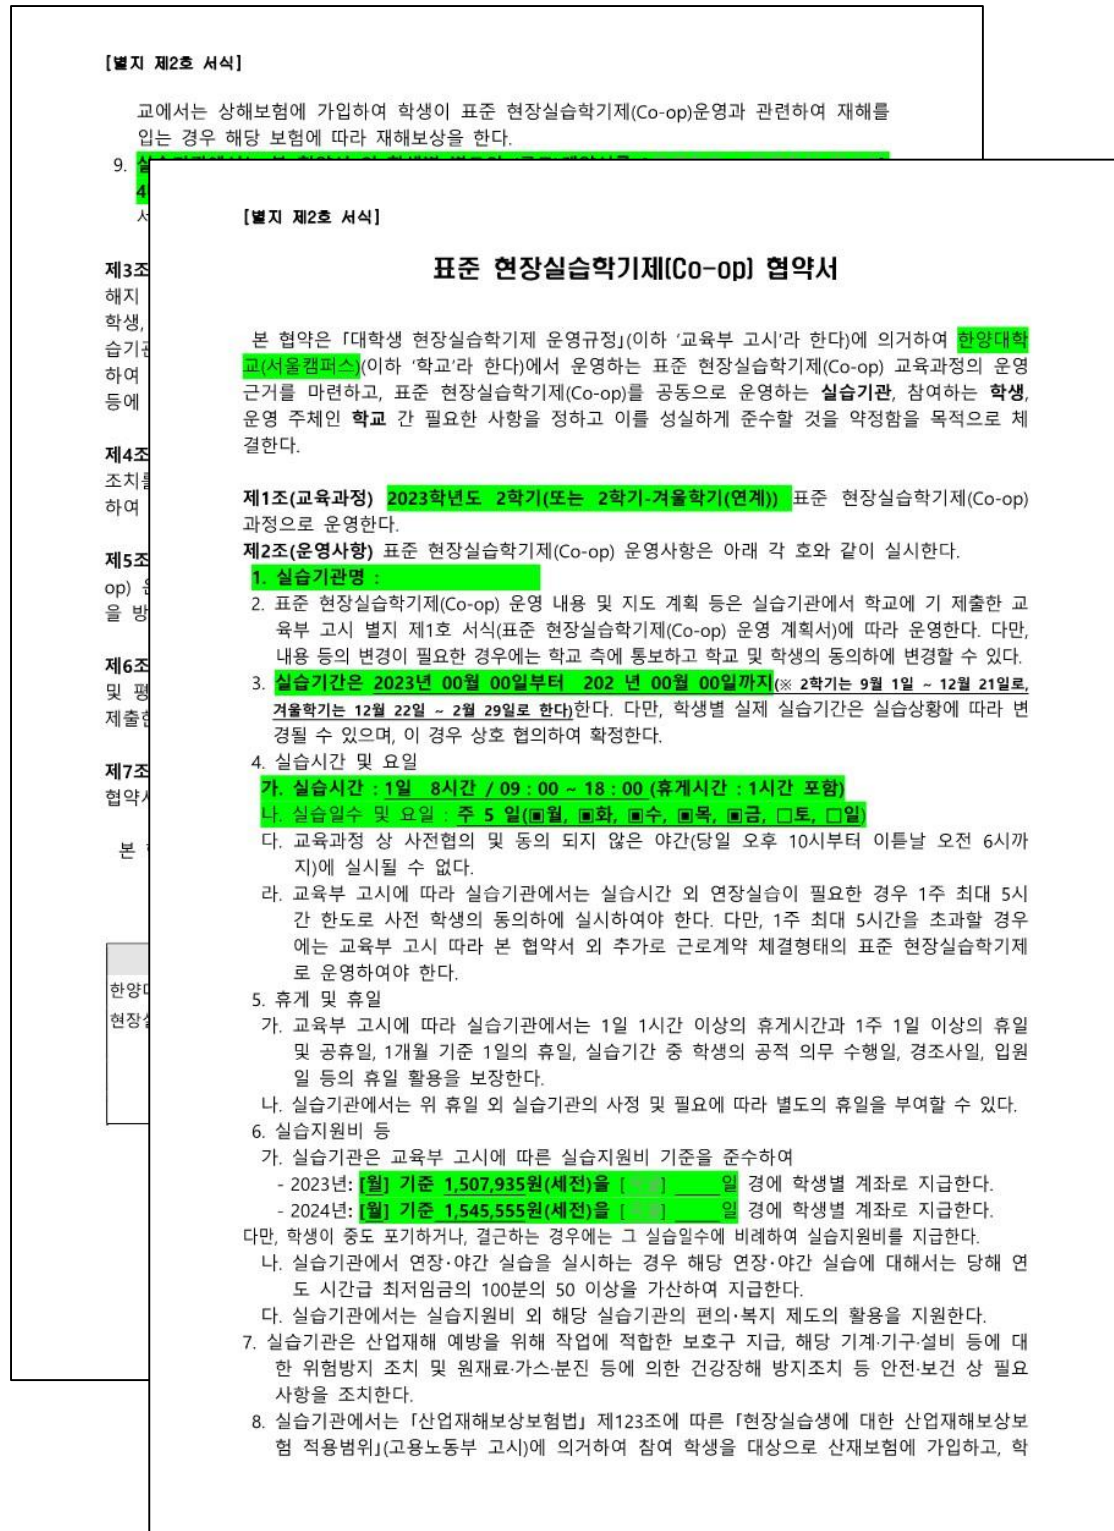 [별지 제2호 서식]
교에서는 상해보험에 가입하여 학생이 표준 현장실습학기제(Co-op)운영과 관련하여 재해를
입는 경우 해당 보험에 따라 재해보상을 한다.
9.
4
서
제3조
해지
학생,
습기관
하여
등에
제4조
조치를
하여
제5조
op) 운
을 방
제6조
및 평
제출한
제7조
협약서
본
한양대
현장실
[별지 제2호 서식]
표준 현장실습학기제(Co-op) 협약서
본 협약은 「대학생 현장실습학기제 운영규정」(이하 '교육부 고시'라 한다)에 의거하여 한양대학
교(서울캠퍼스)(이하 '학교'라 한다)에서 운영하는 표준 현장실습학기제(Co-op) 교육과정의 운영
근거를 마련하고, 표준 현장실습학기제(Co-op)를 공동으로 운영하는 실습기관, 참여하는 학생,
운영 주체인 학교 간 필요한 사항을 정하고 이를 성실하게 준수할 것을 약정함을 목적으로 체
결한다.
제1조(교육과정) 2023학년도 2학기(또는 2학기-겨울학기(연계)) 표준 현장실습학기제(Co-op)
과정으로 운영한다.
제2조(운영사항) 표준 현장실습학기제(Co-op) 운영사항은 아래 각 호와 같이 실시한다.
1. 실습기관명 :
2. 표준 현장실습학기제(Co-op) 운영 내용 및 지도 계획 등은 실습기관에서 학교에 기 제출한 교
육부 고시 별지 제1호 서식(표준 현장실습학기제(Co-op) 운영 계획서)에 따라 운영한다. 다만,
내용 등의 변경이 필요한 경우에는 학교 측에 통보하고 학교 및 학생의 동의하에 변경할 수 있다.
3. 실습기간은 2023년 00월 00일부터 202 년 00월 00일까지(※ 2학기는 9월 1일 ~ 12월 21일로,
겨울학기는 12월 22일 ~ 2월 29일로 한다)한다. 다만, 학생별 실제 실습기간은 실습상황에 따라 변
경될 수 있으며, 이 경우 상호 협의하여 확정한다.
4. 실습시간 및 요일
가. 실습시간 : 1일 8시간 / 09 : 00 ~ 18 : 00 (휴게시간 : 1시간 포함)
나. 실습일수 및 요일 : 주 5 일(▣월, ▣화, ▣수, ▣목, ▣금, □토, □일)
다. 교육과정 상 사전협의 및 동의 되지 않은 야간(당일 오후 10시부터 이튿날 오전 6시까
지)에 실시될 수 없다.
라. 교육부 고시에 따라 실습기관에서는 실습시간 외 연장실습이 필요한 경우 1주 최대 5시
간 한도로 사전 학생의 동의하에 실시하여야 한다. 다만, 1주 최대 5시간을 초과할 경우
에는 교육부 고시 따라 본 협약서 외 추가로 근로계약 체결형태의 표준 현장실습학기제
로 운영하여야 한다.
5. 휴게 및 휴일
가. 교육부 고시에 따라 실습기관에서는 1일 1시간 이상의 휴게시간과 1주 1일 이상의 휴일
및 공휴일, 1개월 기준 1일의 휴일, 실습기간 중 학생의 공적 의무 수행일, 경조사일, 입원
일 등의 휴일 활용을 보장한다.
나. 실습기관에서는 위 휴일 외 실습기관의 사정 및 필요에 따라 별도의 휴일을 부여할 수 있다.
6. 실습지원비 등
가. 실습기관은 교육부 고시에 따른 실습지원비 기준을 준수하여
- 2023년: [월] 기준 1,507,935원(세전)을 [ ] 일 경에 학생별 계좌로 지급한다.
- 2024년: [월] 기준 1,545,555원(세전)을 [ ] 일 경에 학생별 계좌로 지급한다.
다만, 학생이 중도 포기하거나, 결근하는 경우에는 그 실습일수에 비례하여 실습지원비를 지급한다.
나. 실습기관에서 연장·야간 실습을 실시하는 경우 해당 연장·야간 실습에 대해서는 당해 연
도 시간급 최저임금의 100분의 50 이상을 가산하여 지급한다.
다. 실습기관에서는 실습지원비 외 해당 실습기관의 편의·복지 제도의 활용을 지원한다.
7. 실습기관은 산업재해 예방을 위해 작업에 적합한 보호구 지급, 해당 기계·기구·설비 등에 대
한 위험방지 조치 및 원재료·가스·분진 등에 의한 건강장해 방지조치 등 안전·보건 상 필요
사항을 조치한다.
8. 실습기관에서는 「산업재해보상보험법」 제123조에 따른 「현장실습생에 대한 산업재해보상보
험 적용범위」(고용노동부 고시)에 의거하여 참여 학생을 대상으로 산재보험에 가입하고, 학